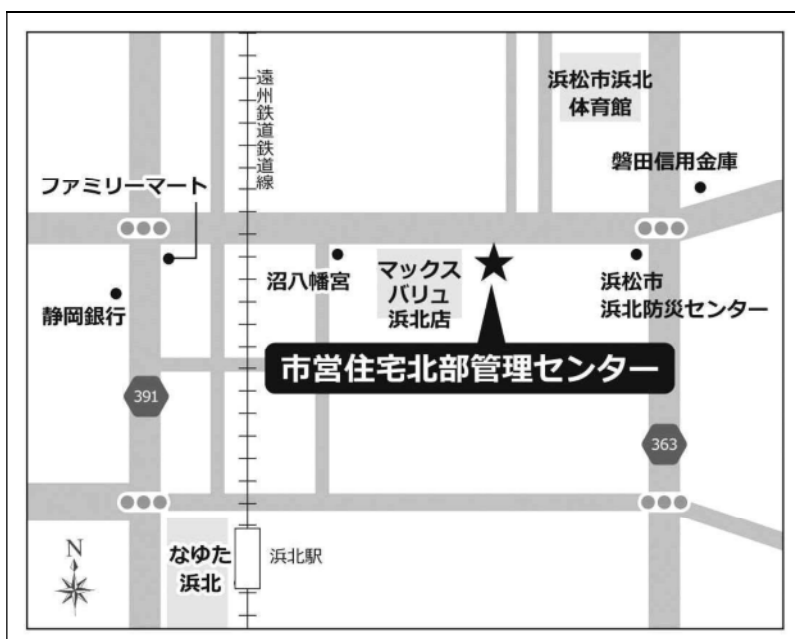 浜松市浜北
体育館
遠州鉄道鉄道線
磐田信用金庫
ファミリーマート
沼八幡宮
マックス
バリュ
浜北店
浜松市
浜北防災センター
静岡銀行
市営住宅北部管理センター
391
363
N
なゆた
浜北
浜北駅